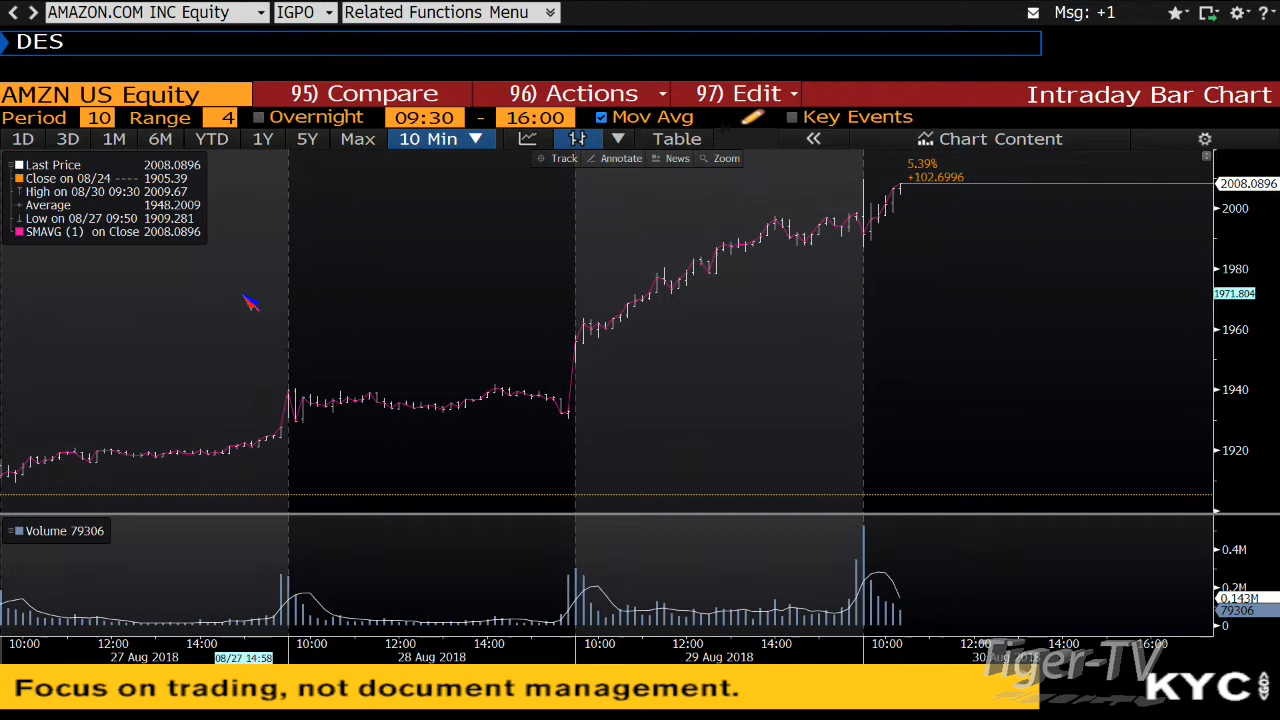 AMAZON.COM INC Equity IGPO Related Functions Menu Msg: +1 ?
DES
AMZN US Equity 95) Compare 96) Actions 97) Edit Intraday Bar Chart
Period 10 Range 4 Overnight 09:30 - 16:00 Mov Avg Key Events
1D 3D 1M 6M YTD 1Y 5Y Max 10 Min Table « Chart Content
Track Annotate News Zoom
Last Price 2008.0896
Close on 08/24 ---- 1905.39
High on 08/30 09:30 2009.67
Average 1948.2009
Low on 08/27 09:50 1909.281
SMAVG (1) on Close 2008.0896
5.39%
+102.6996
2008.0896
2000
1980
1971.804
1960
1940
1920
Volume 79306
0.4M
0.2M
0.143M
79306
0
10:00 12:00 14:00 10:00 12:00 14:00 10:00 12:00 14:00 10:00 12:00 14:00 16:00
27 Aug 2018 08/27 14:58 28 Aug 2018 29 Aug 2018 30 Aug 2018
Tiger-TV
Focus on trading, not document management.
KYC GO